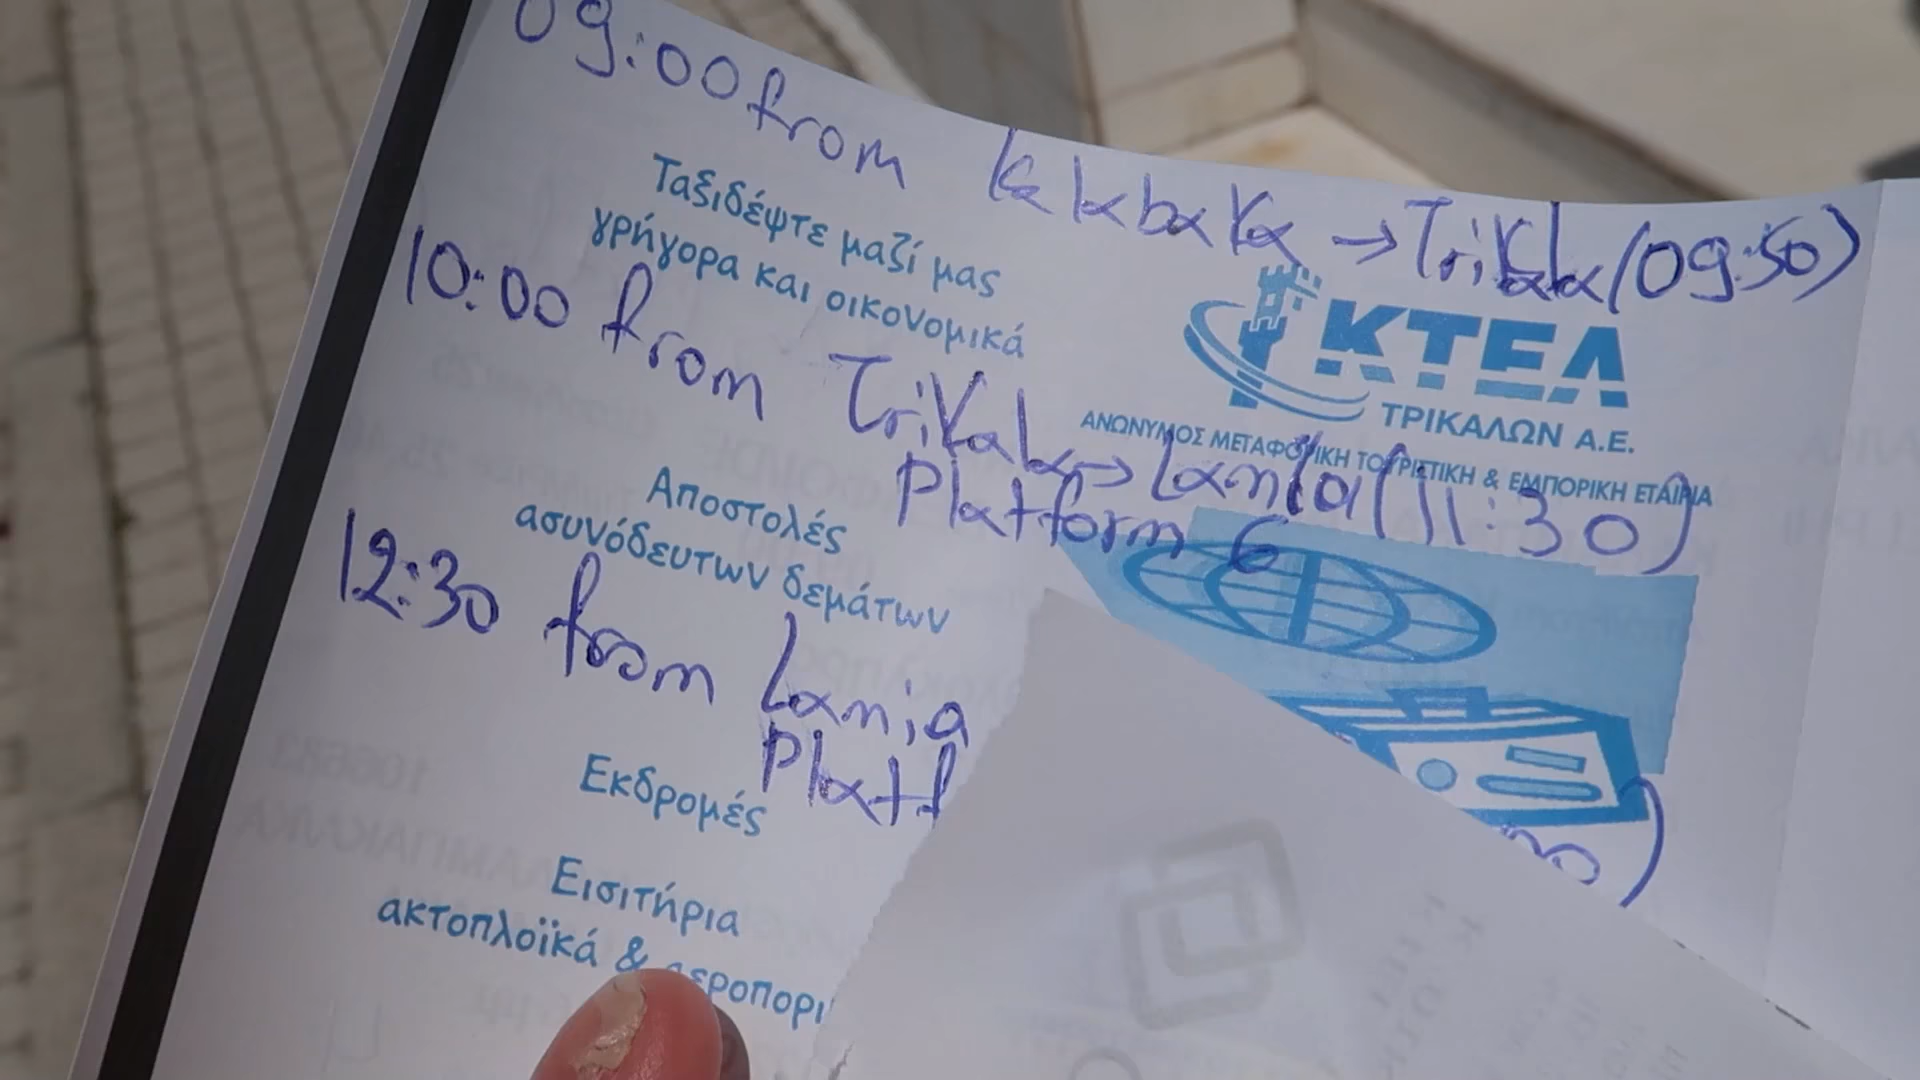 09:00 from kalabaka → Trikala (09:50)
Ταξιδέψτε μαζί μας
γρήγορα και οικονομικά
ΚΤΕΛ
ΤΡΙΚΑΛΩΝ Α.Ε.
ΑΝΩΝΥΜΟΣ ΜΕΤΑΦΟΡΙΚΗ ΤΟΥΡΙΣΤΙΚΗ & ΕΜΠΟΡΙΚΗ ΕΤΑΙΡΙΑ
10:00 from Trikala → Lamia (11:30)
Platform 6
Αποστολές
ασυνόδευτων δεμάτων
12:30 from Lamia
Platf
Εκδρομές
Εισιτήρια
ακτοπλοϊκά &